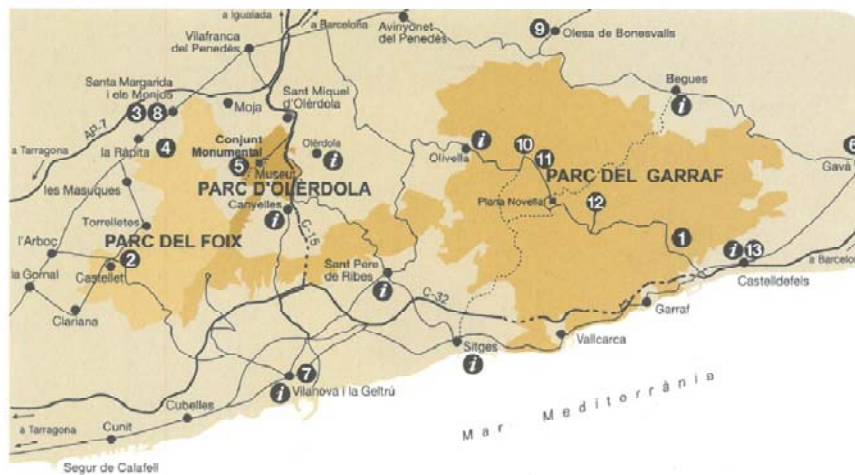 a Igualada
a Barcelona
Avinyonet
del Penedès
9
Olesa de Bonesvalls
Vilafranca
del Penedès
Santa Margarida
i els Monjos
3 8
Moja
Sant Miquel
d'Olèrdola
Begues
i
AP-7
a Tarragona
la Ràpita
4
Conjunt
Monumental
5
Museu
Olèrdola
i
Olivella
i
10
11
6
Gavà
PARC D'OLÈRDOLA
PARC DEL GARRAF
les Masuques
Canyelles
i
Plana Novella
12
Torrelletes
C-15
l'Arboç
PARC DEL FOIX
2
Castellet
Sant Pere
de Ribes
i
1
i 13
a Barcelona
Castelldefels
la Gornal
Clariana
C-32
Garraf
Vallcarca
Sitges
i
7
i
Vilanova i la Geltrú
Cubelles
Mar Mediterrània
a Tarragona
Cunit
Segur de Calafell